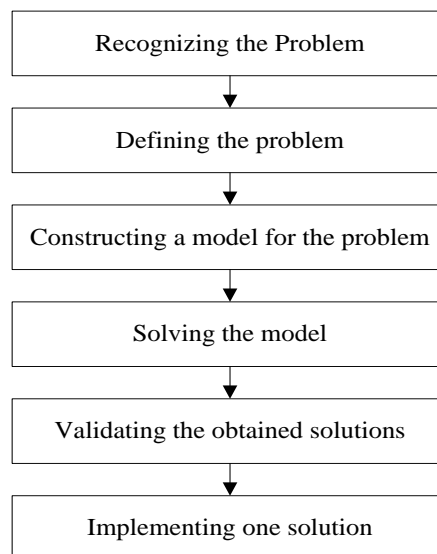 Recognizing the Problem
Defining the problem
Constructing a model for the problem
Solving the model
Validating the obtained solutions
Implementing one solution